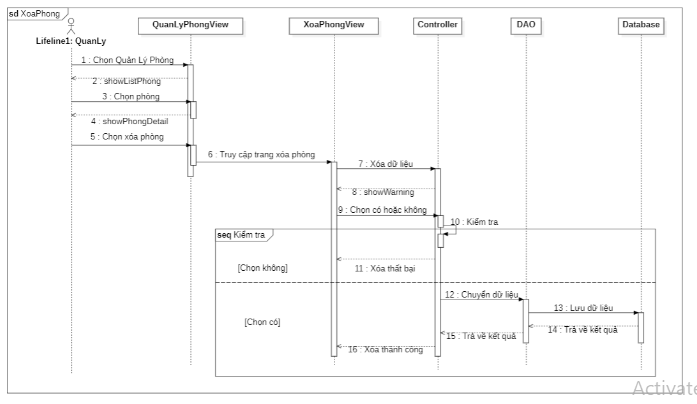 sd XoaPhong
Lifeline1: QuanLy
QuanLyPhongView
XoaPhongView
Controller
DAO
Database
1 : Chọn Quản Lý Phòng
2 : showListPhong
3 : Chọn phòng
4 : showPhongDetail
5 : Chọn xóa phòng
6 : Truy cập trang xóa phòng
7 : Xóa dữ liệu
8 : showWarning
9 : Chọn có hoặc không
10 : Kiểm tra
seq Kiểm tra
[Chọn không]
11 : Xóa thất bại
12 : Chuyển dữ liệu
13 : Lưu dữ liệu
[Chọn có]
14 : Trả về kết quả
15 : Trả về kết quả
16 : Xóa thành công
Activate